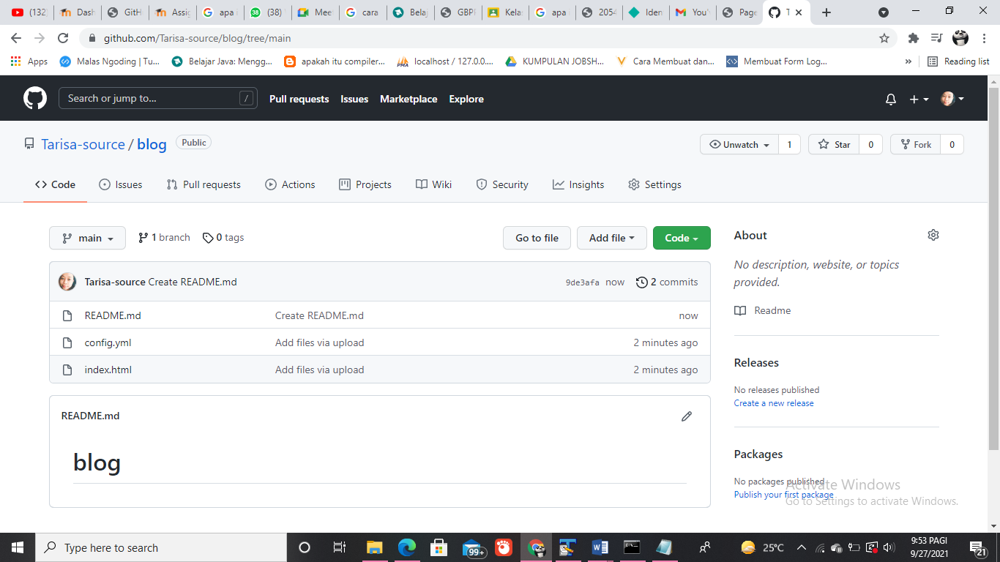 (132) Dash GitH Assig apa i (38) Mee cara Belaj GBPI Kela apa 2054 Iden You' Page T
github.com/Tarisa-source/blog/tree/main
Apps Malas Ngoding | Tu... Belajar Java: Mengg... apakah itu compiler... localhost / 127.0.0.... KUMPULAN JOBSH... Cara Membuat dan... Membuat Form Log... » Reading list
Search or jump to... / Pull requests Issues Marketplace Explore
Tarisa-source / blog Public Unwatch 1 Star 0 Fork 0
Code Issues Pull requests Actions Projects Wiki Security Insights Settings
main 1 branch 0 tags Go to file Add file Code
About
No description, website, or topics
provided.
Readme
Tarisa-source Create README.md 9de3afa now 2 commits
README.md Create README.md now
config.yml Add files via upload 2 minutes ago
index.html Add files via upload 2 minutes ago
Releases
No releases published
Create a new release
README.md
blog
Packages
No packages published
Publish your first package
Activate Windows
Go to Settings to activate Windows.
Type here to search 99+ 25°C 9:53 PAGI
9/27/2021 21